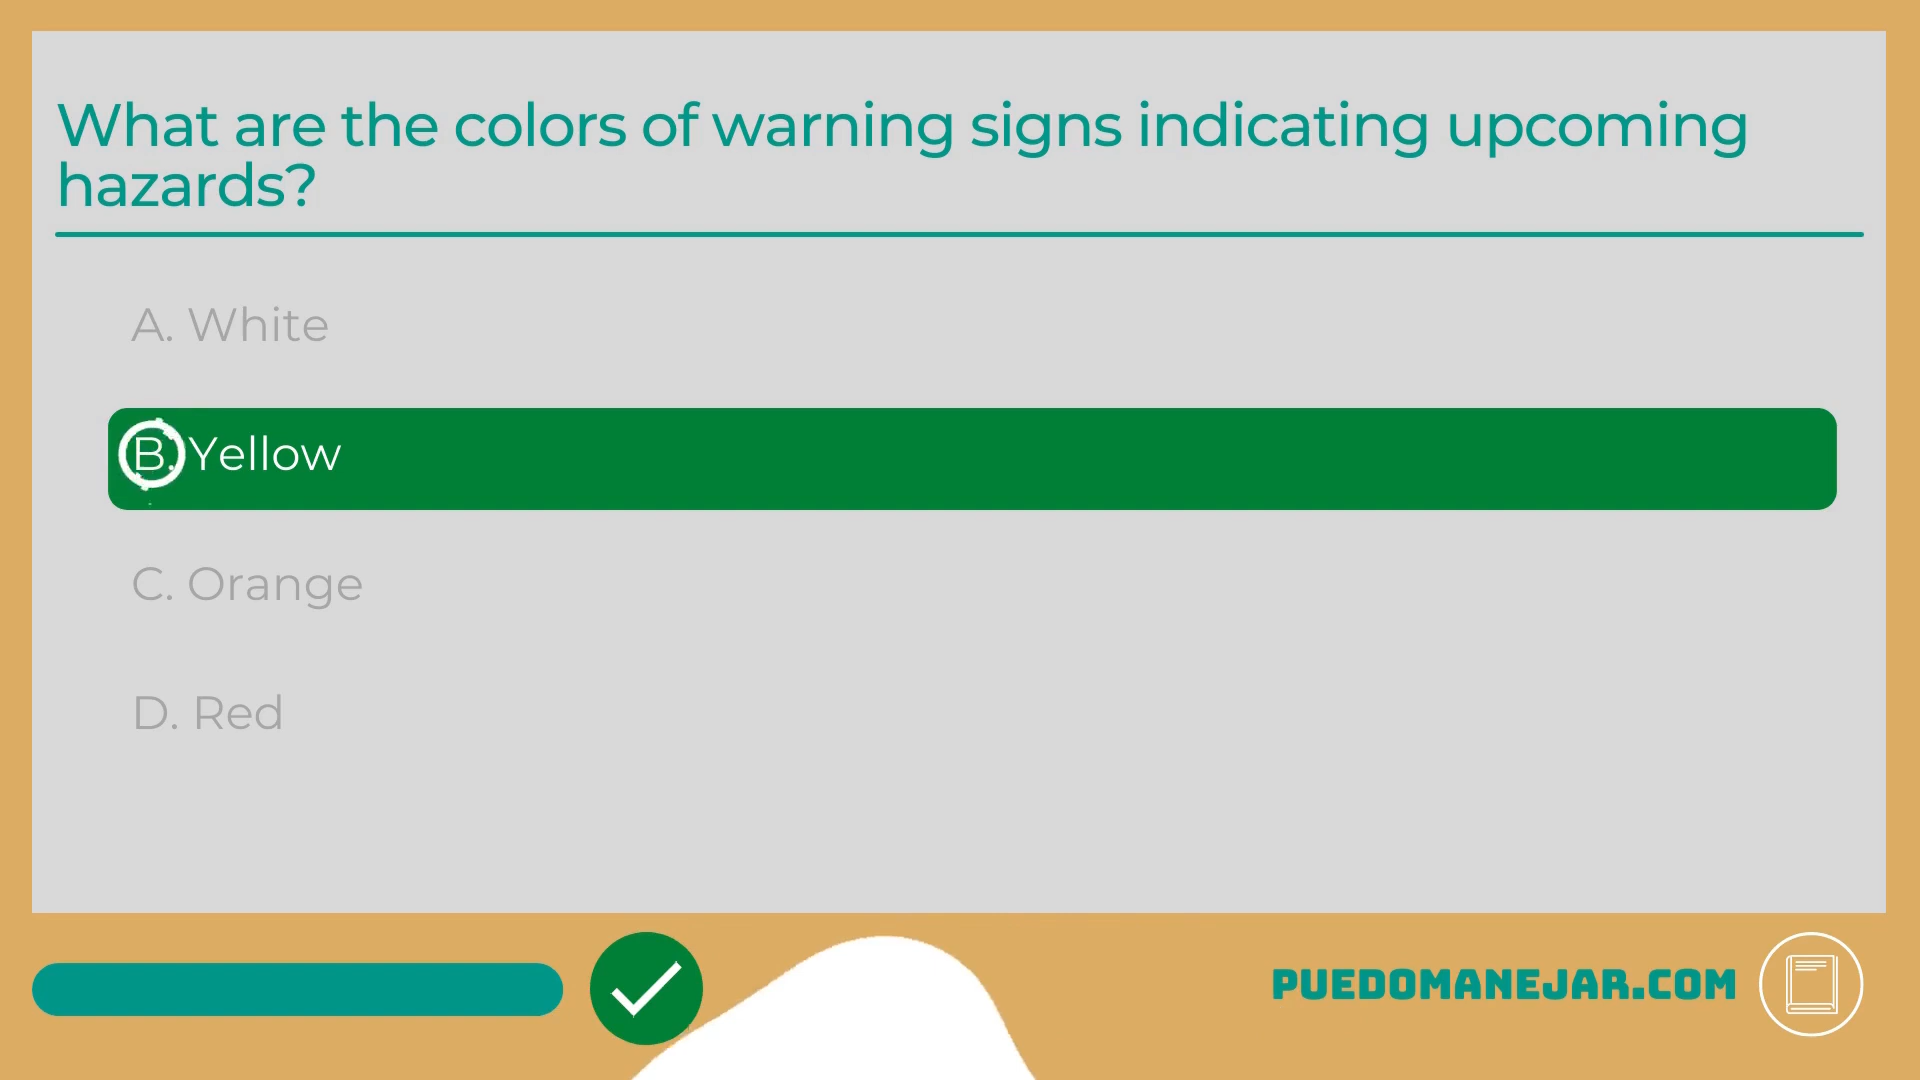 What are the colors of warning signs indicating upcoming
hazards?
A. White
B. Yellow
C. Orange
D. Red
PUEDOMANEJAR.COM